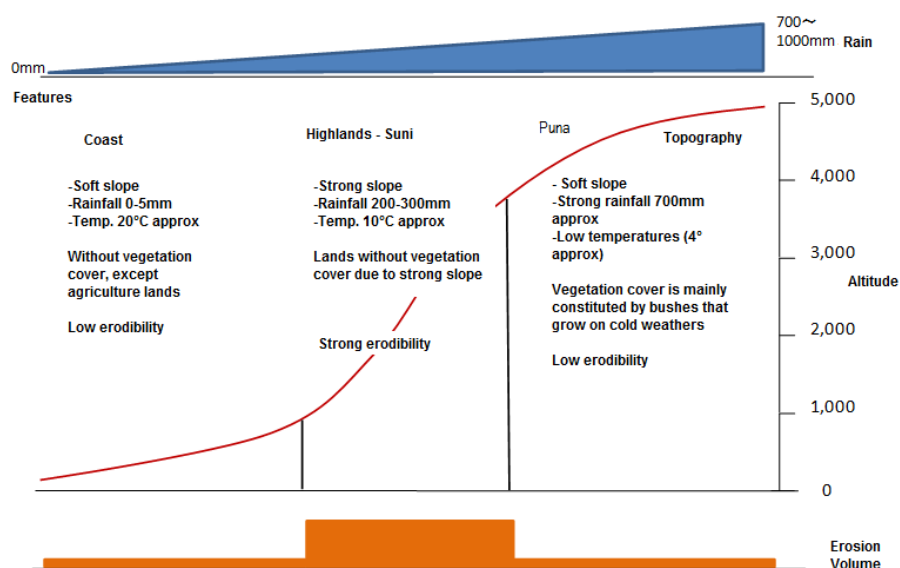 700～
1000mm Rain
0mm
Features
Coast
-Soft slope
-Rainfall 0-5mm
-Temp. 20°C approx
Without vegetation
cover, except
agriculture lands
Low erodibility
Highlands - Suni
-Strong slope
-Rainfall 200-300mm
-Temp. 10°C approx
Lands without vegetation
cover due to strong slope
Strong erodibility
Puna
Topography
- Soft slope
-Strong rainfall 700mm
approx
-Low temperatures (4°
approx)
Vegetation cover is mainly
constituted by bushes that
grow on cold weathers
Low erodibility
5,000
4,000
3,000
Altitude
2,000
1,000
0
Erosion
Volume